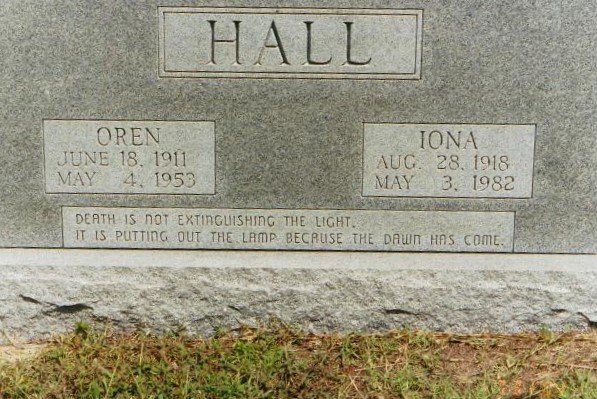 HALL
OREN
JUNE 18, 1911
MAY 4, 1953
IONA
AUG. 28, 1918
MAY 3, 1982
DEATH IS NOT EXTINGUISHING THE LIGHT.
IT IS PUTTING OUT THE LAMP BECAUSE THE DAWN HAS COME.